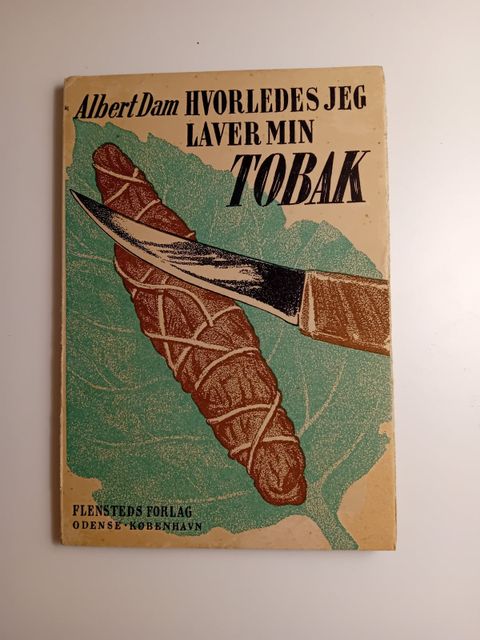 Albert Dam HVORLEDES JEG
LAVER MIN
TOBAK
FLENSTEDS FORLAG
ODENSE · KØBENHAVN